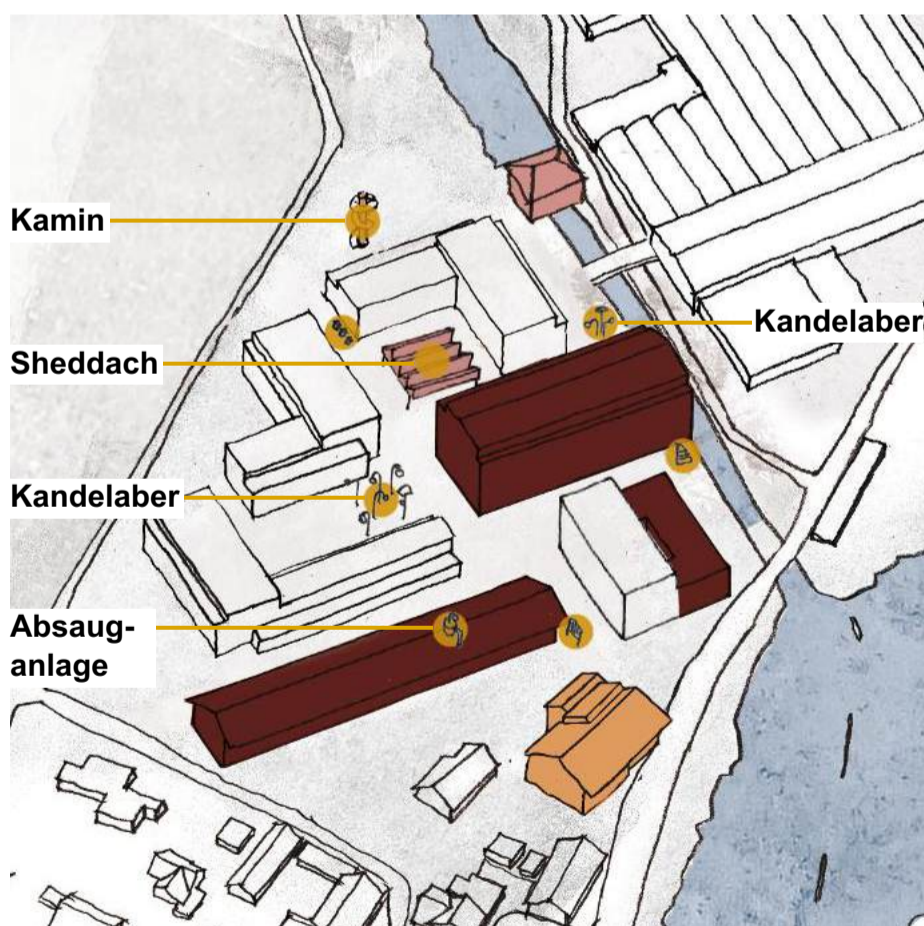 Kamin
Kandelaber
Sheddach
Kandelaber
Absaug-
anlage